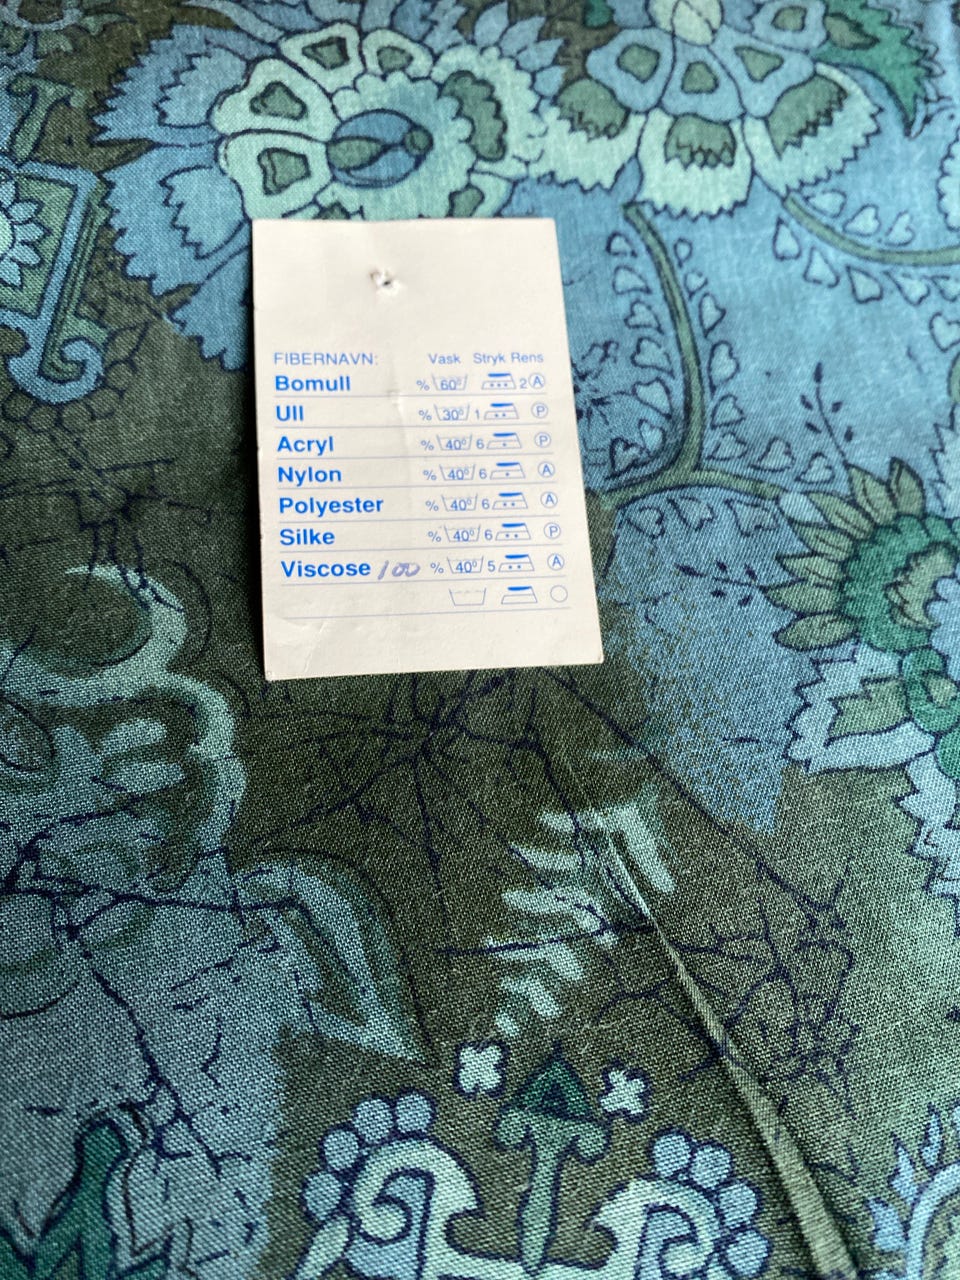 FIBERNAVN: Vask Stryk Rens
Bomull % 60° 2 A
Ull % 30° 1 P
Acryl % 40° 6 P
Nylon % 40° 6 A
Polyester % 40° 6 A
Silke % 40° 6 P
Viscose 100 % 40° 5 A